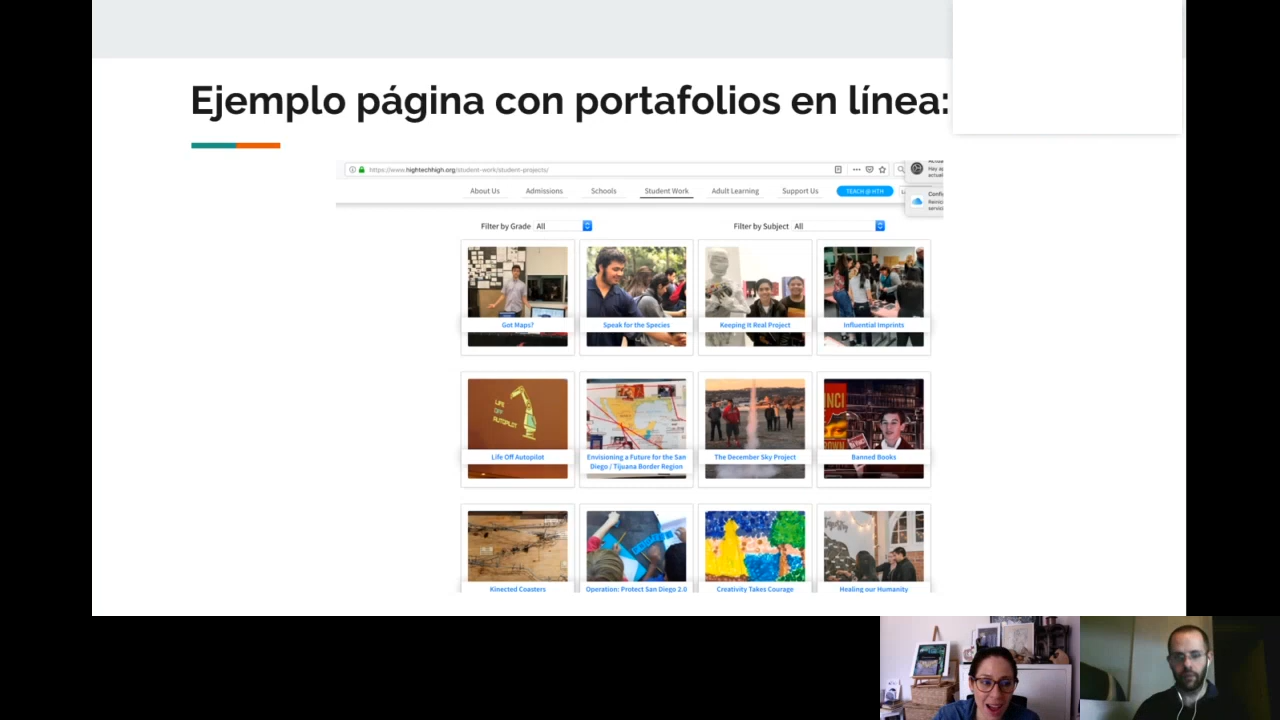 Ejemplo página con portafolios en línea:
https://www.hightechhigh.org/student-work/student-projects/
About Us Admissions Schools Student Work Adult Learning Support Us TEACH @ HTH
Filter by Grade All Filter by Subject All
Got Maps? Speak for the Species Keeping It Real Project Influential Imprints
LIFE
OFF
AUTOPILOT
Life Off Autopilot
Envisioning a Future for the San
Diego / Tijuana Border Region
The December Sky Project
Banned Books
Kinected Coasters Operation: Protect San Diego 2.0 Creativity Takes Courage Healing our Humanity